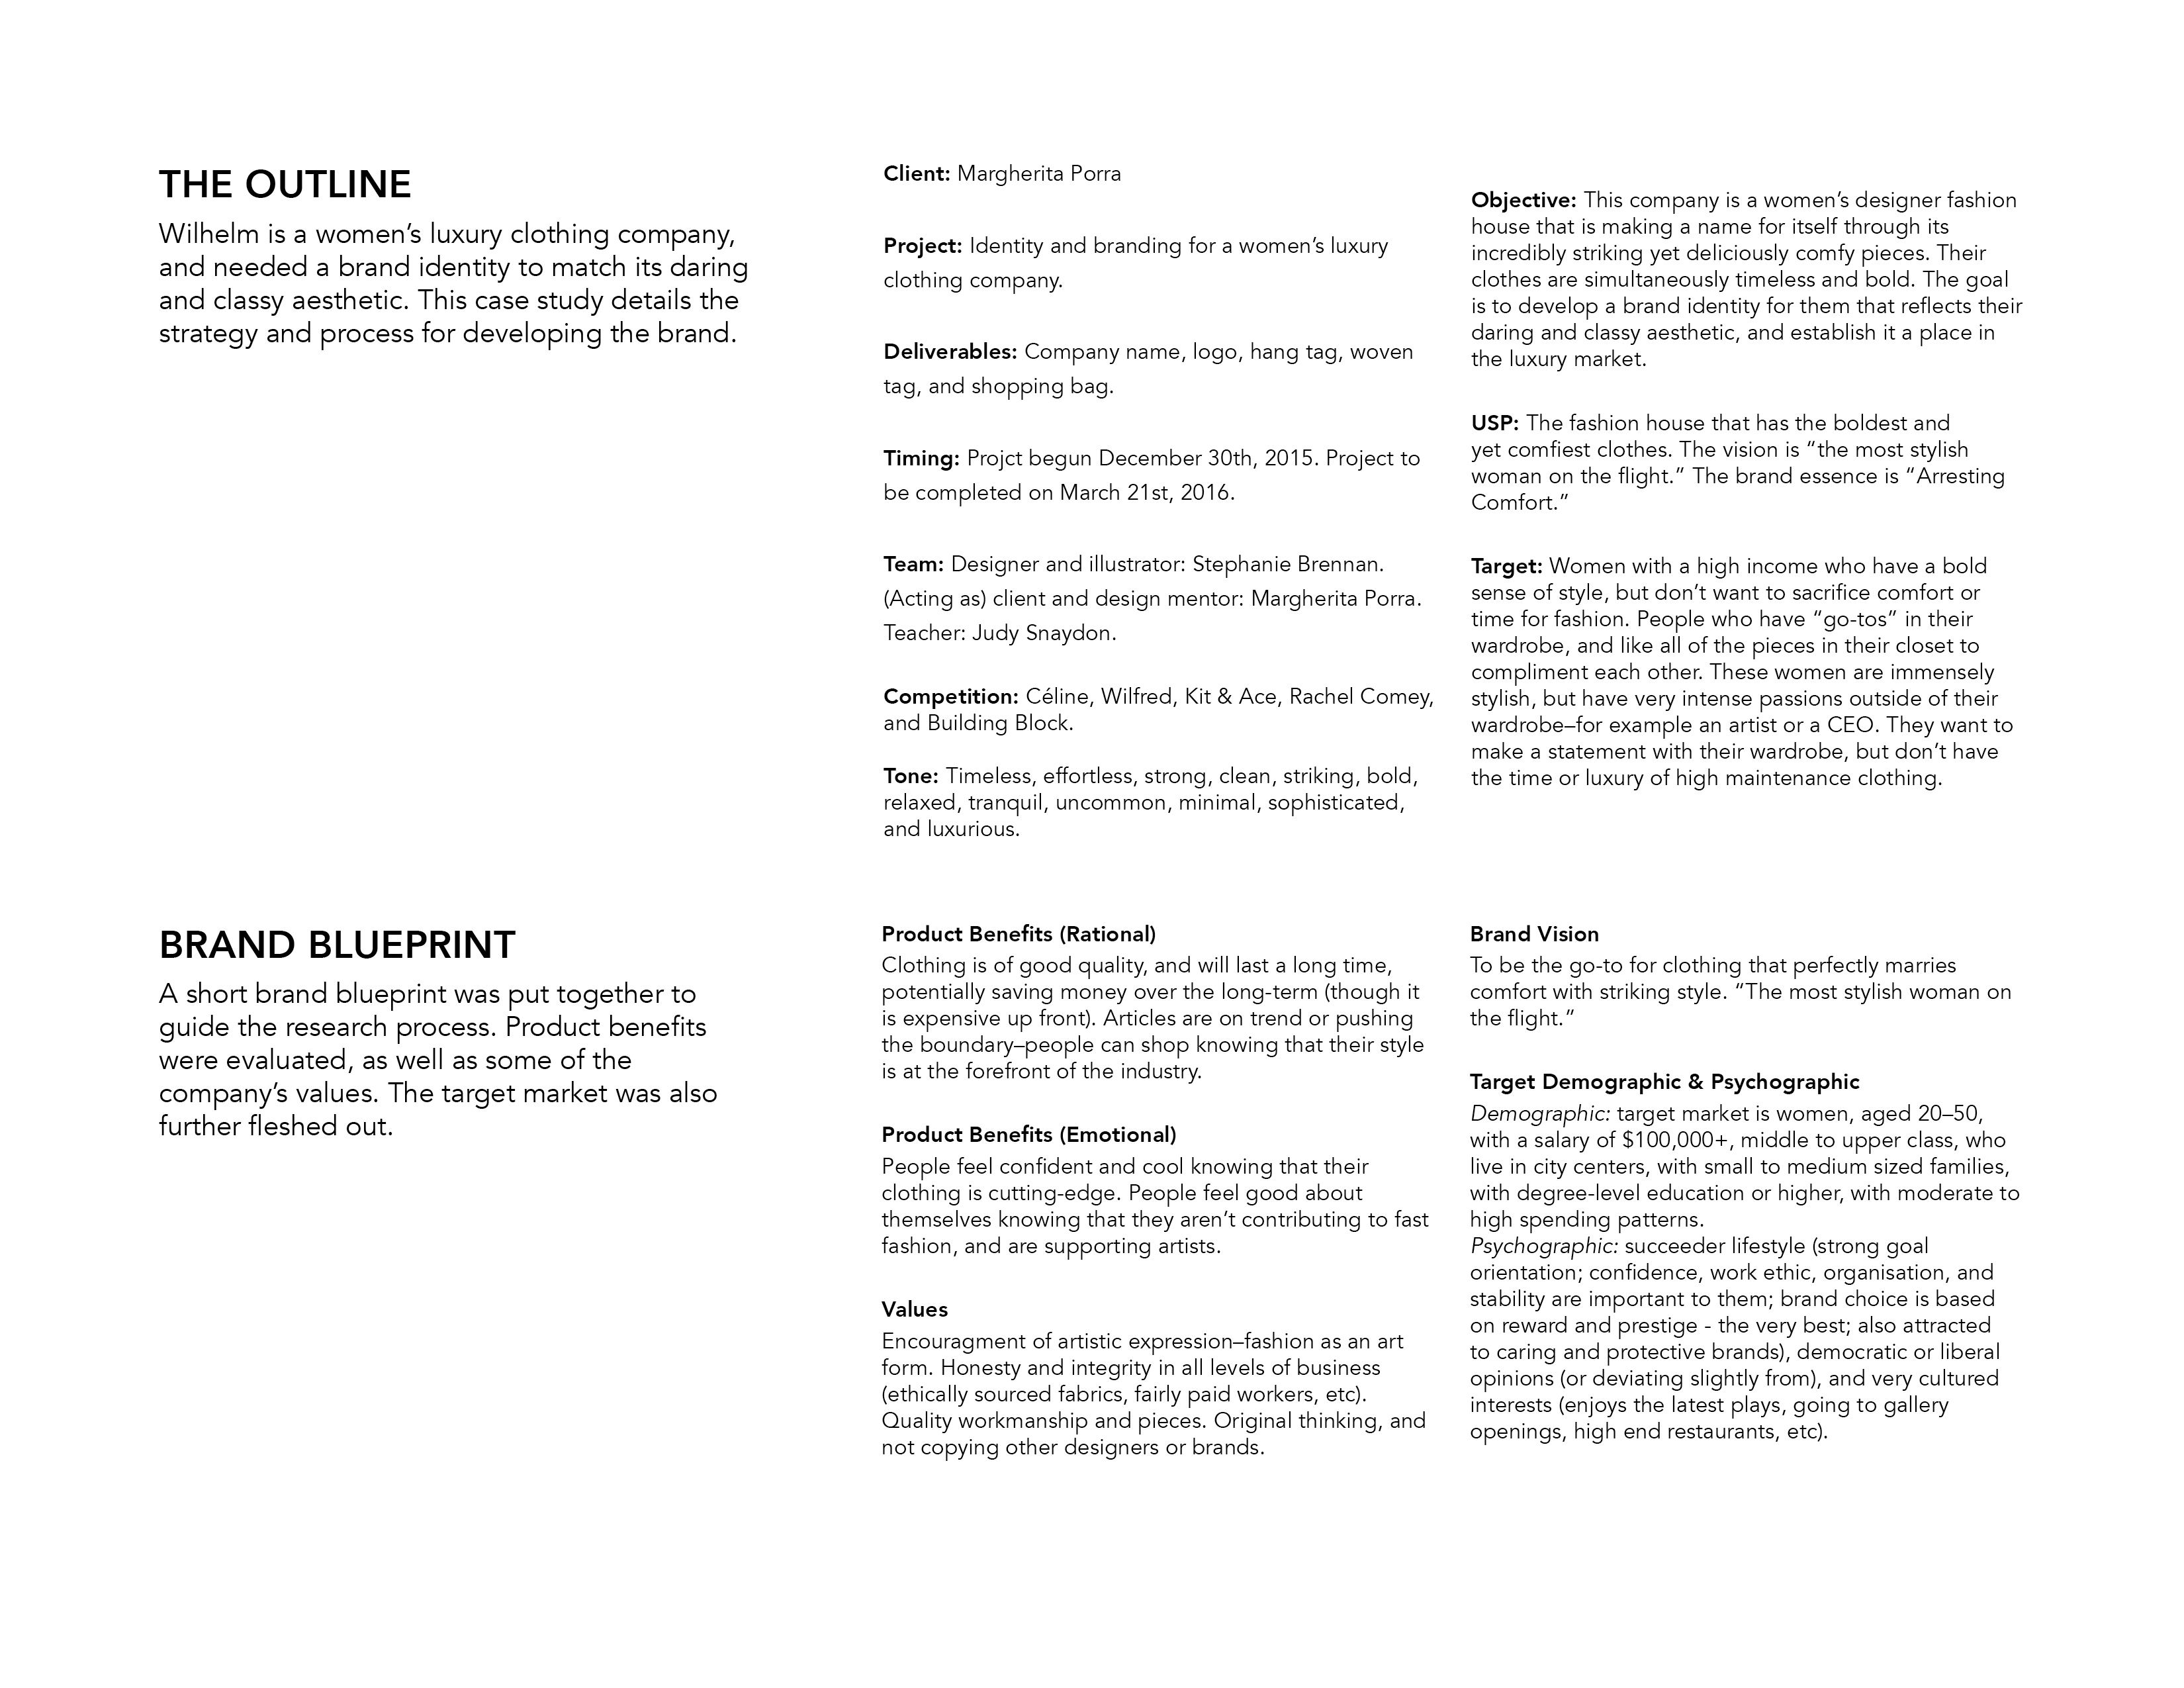 THE OUTLINE
Wilhelm is a women’s luxury clothing company,
and needed a brand identity to match its daring
and classy aesthetic. This case study details the
strategy and process for developing the brand.
Client: Margherita Porra
Project: Identity and branding for a women’s luxury
clothing company.
Deliverables: Company name, logo, hang tag, woven
tag, and shopping bag.
Timing: Projct begun December 30th, 2015. Project to
be completed on March 21st, 2016.
Team: Designer and illustrator: Stephanie Brennan.
(Acting as) client and design mentor: Margherita Porra.
Teacher: Judy Snaydon.
Competition: Céline, Wilfred, Kit & Ace, Rachel Comey,
and Building Block.
Tone: Timeless, effortless, strong, clean, striking, bold,
relaxed, tranquil, uncommon, minimal, sophisticated,
and luxurious.
Objective: This company is a women’s designer fashion
house that is making a name for itself through its
incredibly striking yet deliciously comfy pieces. Their
clothes are simultaneously timeless and bold. The goal
is to develop a brand identity for them that reflects their
daring and classy aesthetic, and establish it a place in
the luxury market.
USP: The fashion house that has the boldest and
yet comfiest clothes. The vision is “the most stylish
woman on the flight.” The brand essence is “Arresting
Comfort.”
Target: Women with a high income who have a bold
sense of style, but don’t want to sacrifice comfort or
time for fashion. People who have “go-tos” in their
wardrobe, and like all of the pieces in their closet to
compliment each other. These women are immensely
stylish, but have very intense passions outside of their
wardrobe–for example an artist or a CEO. They want to
make a statement with their wardrobe, but don’t have
the time or luxury of high maintenance clothing.
BRAND BLUEPRINT
A short brand blueprint was put together to
guide the research process. Product benefits
were evaluated, as well as some of the
company’s values. The target market was also
further fleshed out.
Product Benefits (Rational)
Clothing is of good quality, and will last a long time,
potentially saving money over the long-term (though it
is expensive up front). Articles are on trend or pushing
the boundary–people can shop knowing that their style
is at the forefront of the industry.
Product Benefits (Emotional)
People feel confident and cool knowing that their
clothing is cutting-edge. People feel good about
themselves knowing that they aren’t contributing to fast
fashion, and are supporting artists.
Values
Encouragment of artistic expression–fashion as an art
form. Honesty and integrity in all levels of business
(ethically sourced fabrics, fairly paid workers, etc).
Quality workmanship and pieces. Original thinking, and
not copying other designers or brands.
Brand Vision
To be the go-to for clothing that perfectly marries
comfort with striking style. “The most stylish woman on
the flight.”
Target Demographic & Psychographic
Demographic: target market is women, aged 20–50,
with a salary of $100,000+, middle to upper class, who
live in city centers, with small to medium sized families,
with degree-level education or higher, with moderate to
high spending patterns.
Psychographic: succeeder lifestyle (strong goal
orientation; confidence, work ethic, organisation, and
stability are important to them; brand choice is based
on reward and prestige - the very best; also attracted
to caring and protective brands), democratic or liberal
opinions (or deviating slightly from), and very cultured
interests (enjoys the latest plays, going to gallery
openings, high end restaurants, etc).